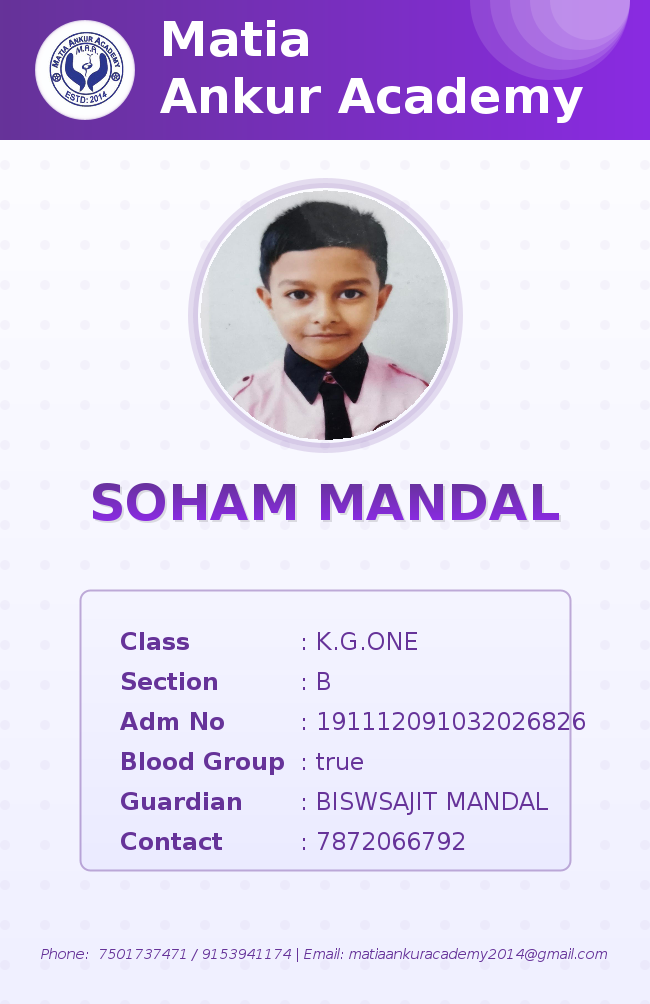 Matia
Ankur Academy
MATIA ANKUR ACADEMY
M.A.A
ESTD: 2014
SOHAM MANDAL
Class : K.G.ONE
Section : B
Adm No : 191112091032026826
Blood Group : true
Guardian : BISWSAJIT MANDAL
Contact : 7872066792
Phone: 7501737471 / 9153941174 | Email: matiaankuracademy2014@gmail.com